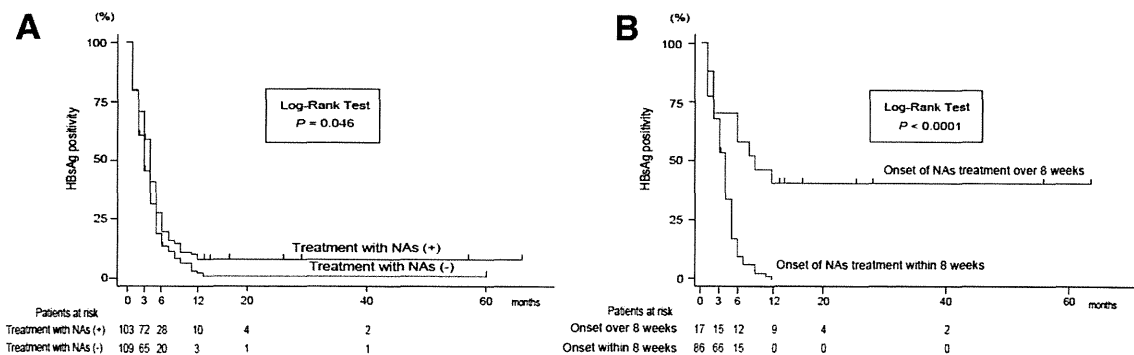 A
(%)
100
75
50
25
0
HBsAg positivity
Log-Rank Test
P = 0.046
Treatment with NAs (+)
Treatment with NAs (-)
0 3 6 12 20 40 60 months
Patients at risk
Treatment with NAs (+) 103 72 28 10 4 2
Treatment with NAs (-) 109 65 20 3 1 1
B
(%)
100
75
50
25
0
HBsAg positivity
Log-Rank Test
P < 0.0001
Onset of NAs treatment over 8 weeks
Onset of NAs treatment within 8 weeks
0 3 6 12 20 40 60 months
Patients at risk
Onset over 8 weeks 17 15 12 9 4 2
Onset within 8 weeks 86 66 15 0 0 0